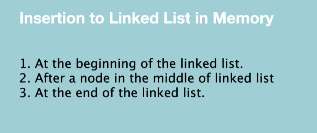 Insertion to Linked List in Memory
1. At the beginning of the linked list.
2. After a node in the middle of linked list
3. At the end of the linked list.